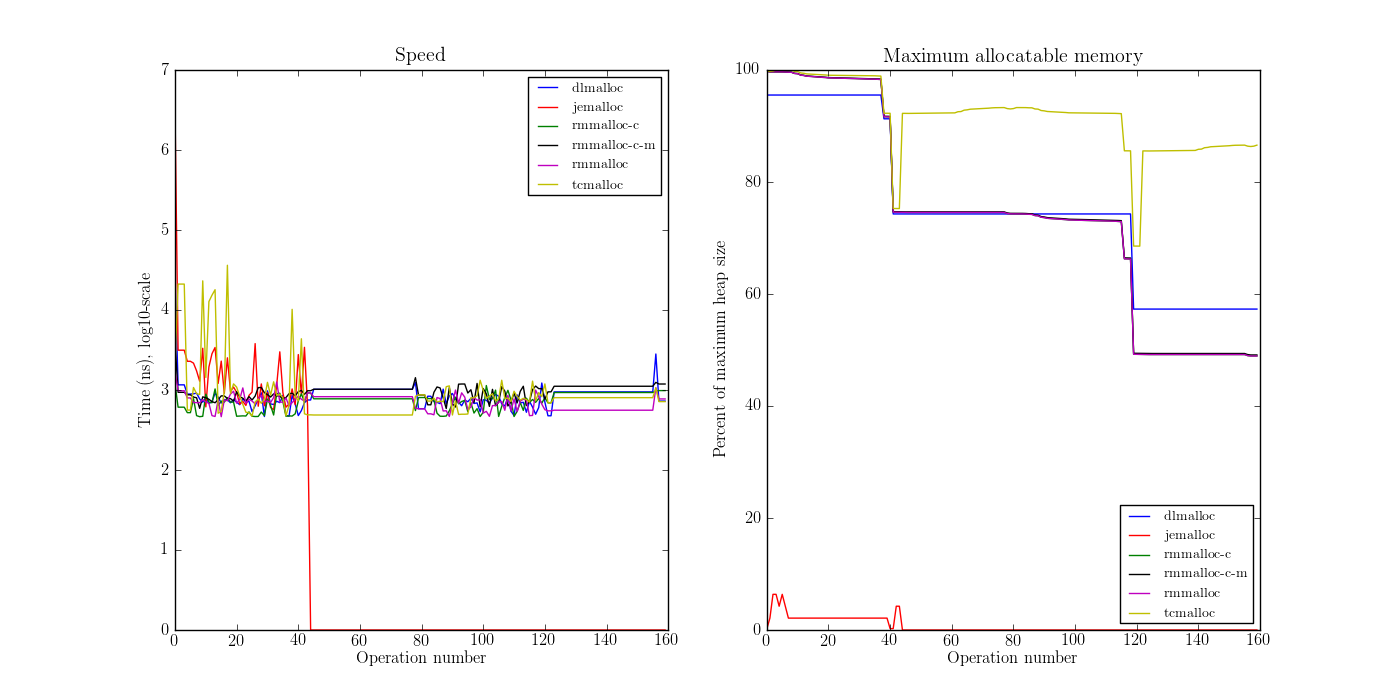 Speed
7
6
5
4
3
2
1
0
Time (ns), log10-scale
dlmalloc
jemalloc
rmmalloc-c
rmmalloc-c-m
rmmalloc
tcmalloc
0 20 40 60 80 100 120 140 160
Operation number
Maximum allocatable memory
100
80
60
40
20
0
Percent of maximum heap size
dlmalloc
jemalloc
rmmalloc-c
rmmalloc-c-m
rmmalloc
tcmalloc
0 20 40 60 80 100 120 140 160
Operation number